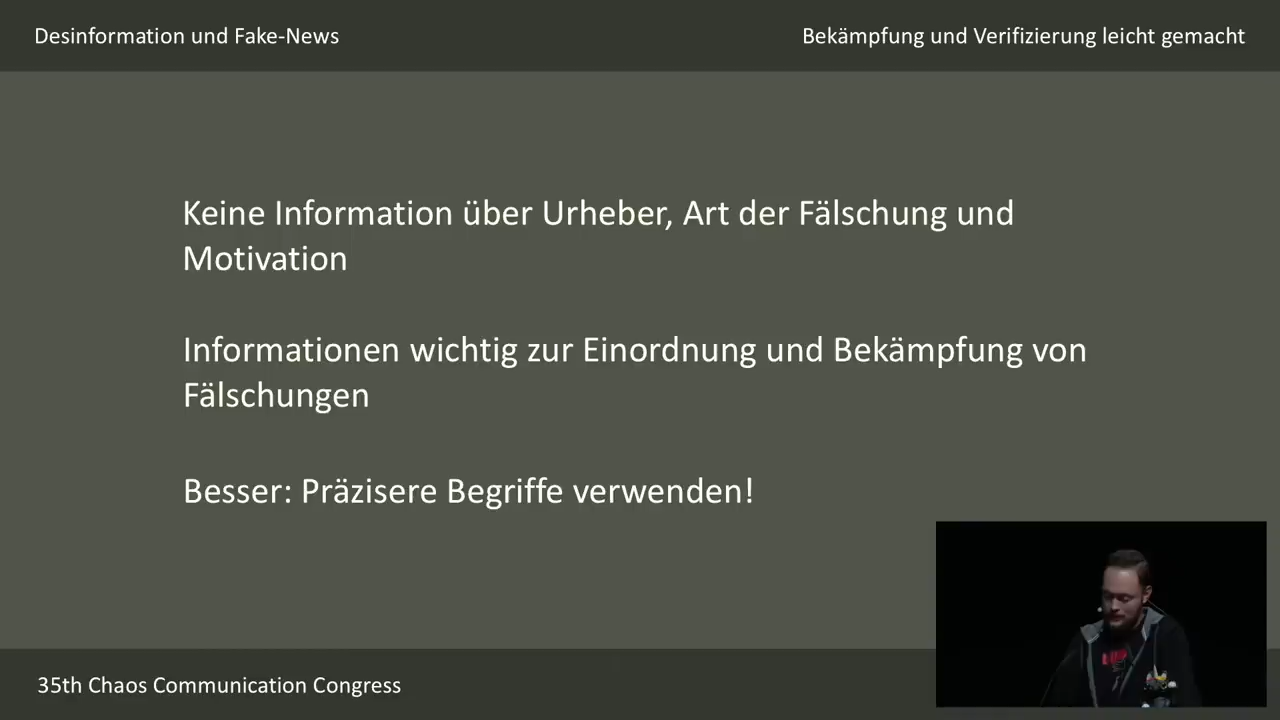 Desinformation und Fake-News
Bekämpfung und Verifizierung leicht gemacht
Keine Information über Urheber, Art der Fälschung und
Motivation
Informationen wichtig zur Einordnung und Bekämpfung von
Fälschungen
Besser: Präzisere Begriffe verwenden!
35th Chaos Communication Congress